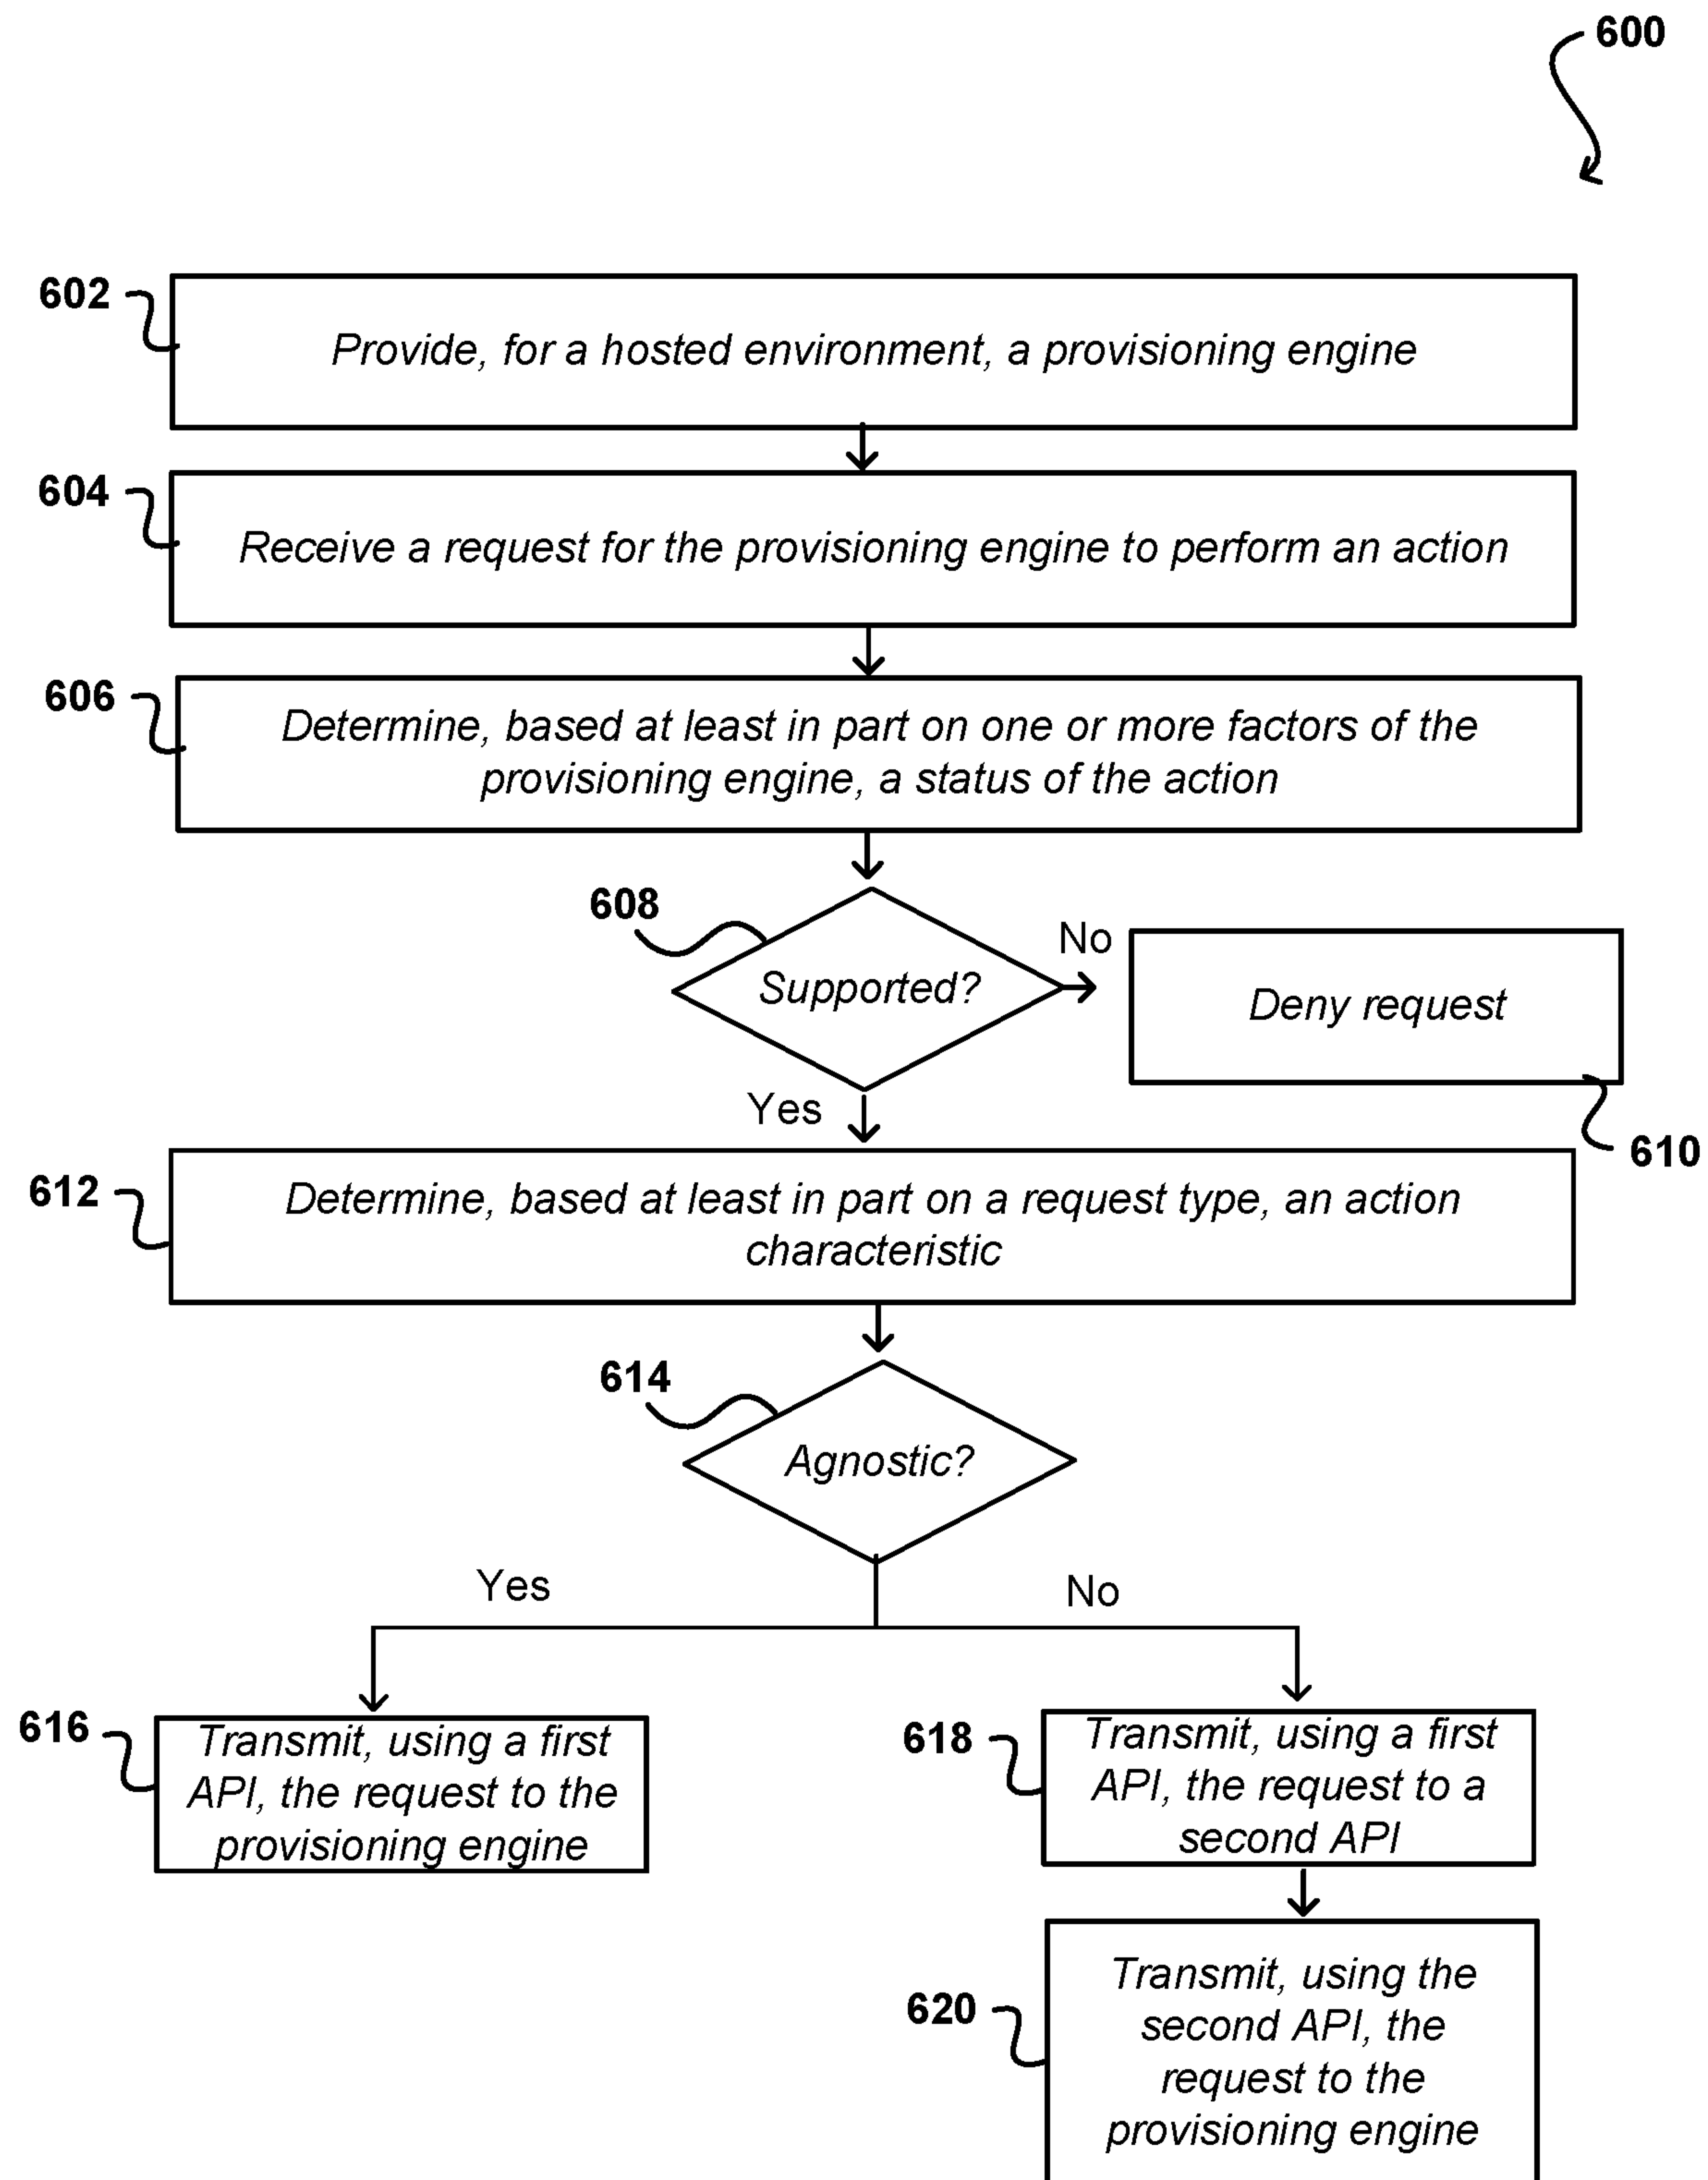 600
602
Provide, for a hosted environment, a provisioning engine
604
Receive a request for the provisioning engine to perform an action
606
Determine, based at least in part on one or more factors of the
provisioning engine, a status of the action
608
Supported?
No
Deny request
610
Yes
612
Determine, based at least in part on a request type, an action
characteristic
614
Agnostic?
Yes
No
616
Transmit, using a first
API, the request to the
provisioning engine
618
Transmit, using a first
API, the request to a
second API
620
Transmit, using the
second API, the
request to the
provisioning engine